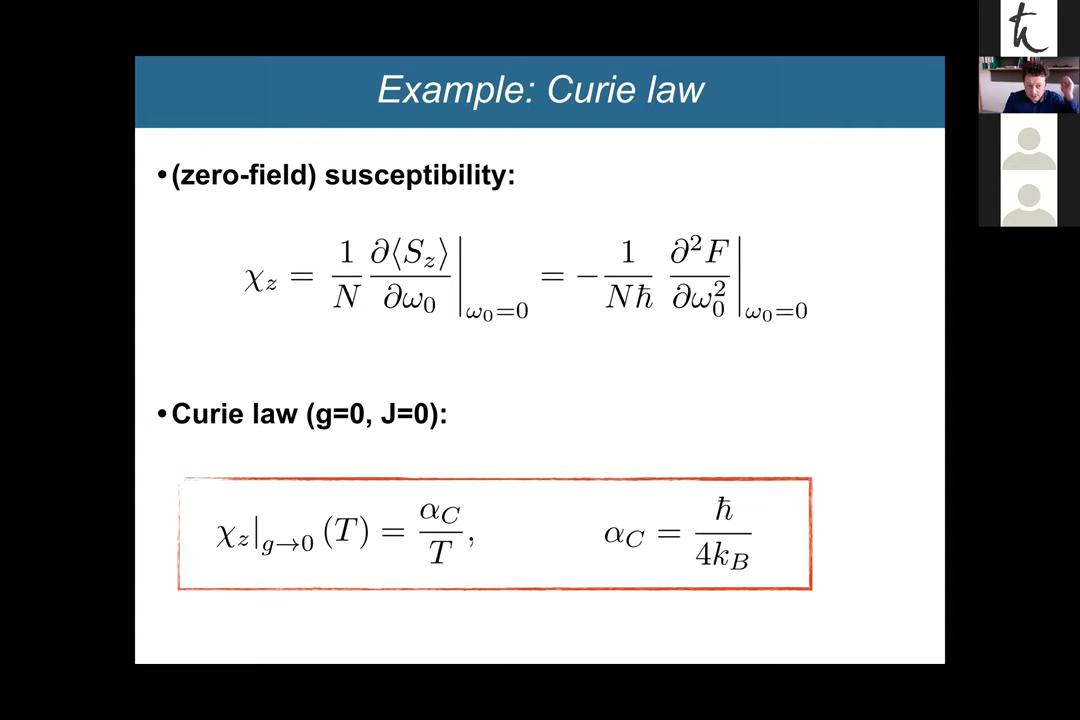 Example: Curie law
ħ
• (zero-field) susceptibility:
χ_z = 1/N ∂⟨S_z⟩/∂ω_0 |_{ω_0=0} = − 1/(Nħ) ∂²F/∂ω_0² |_{ω_0=0}
• Curie law (g=0, J=0):
χ_z|_{g→0} (T) = α_C/T, α_C = ħ/(4k_B)